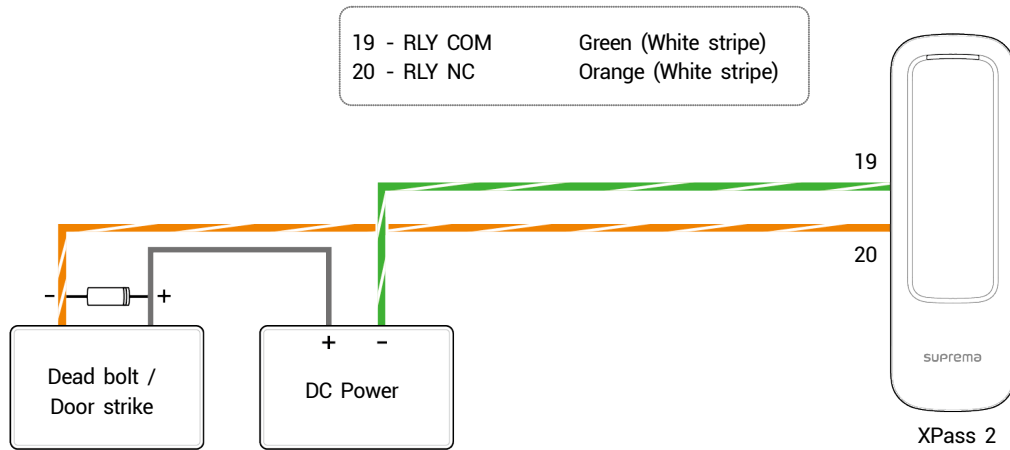 19 - RLY COM Green (White stripe)
20 - RLY NC Orange (White stripe)
19
20
- +
+ -
Dead bolt /
Door strike
DC Power
suprema
XPass 2